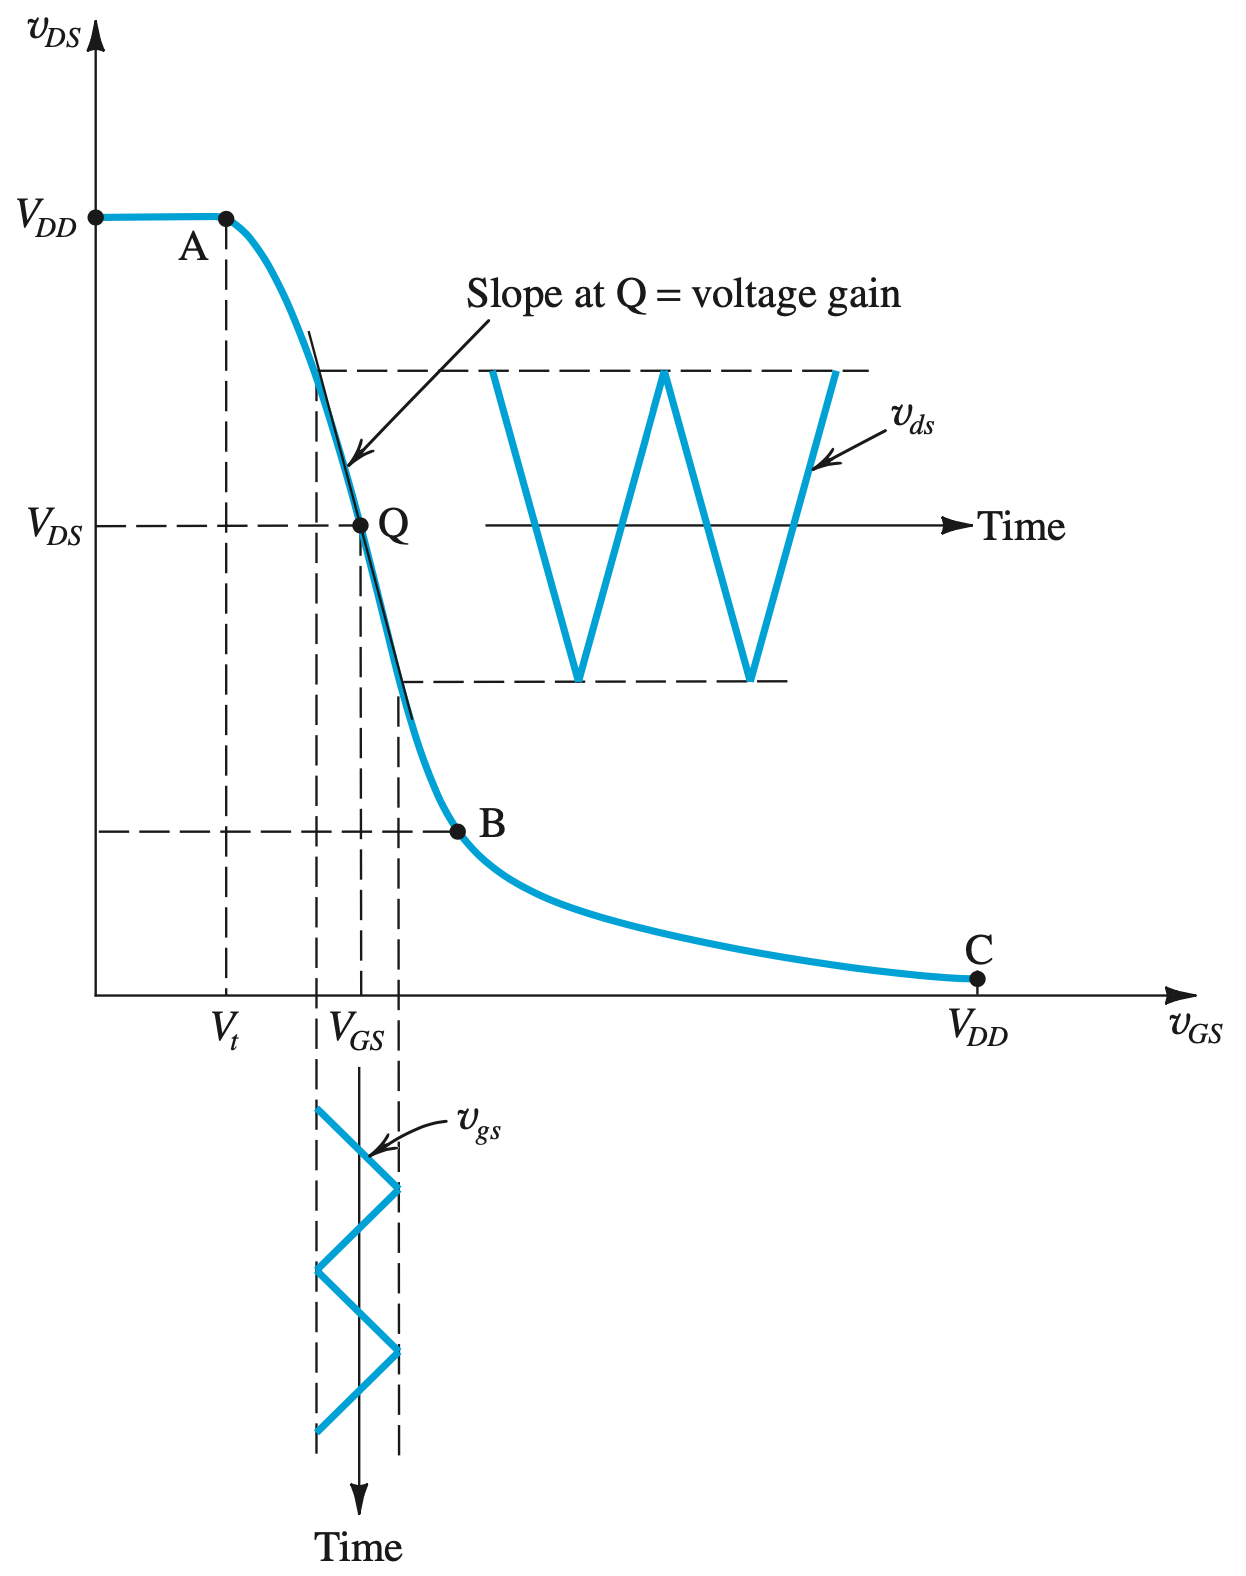 v_DS
V_DD
A
Slope at Q = voltage gain
v_ds
V_DS
Q
Time
B
C
V_t
V_GS
V_DD
v_GS
v_gs
Time